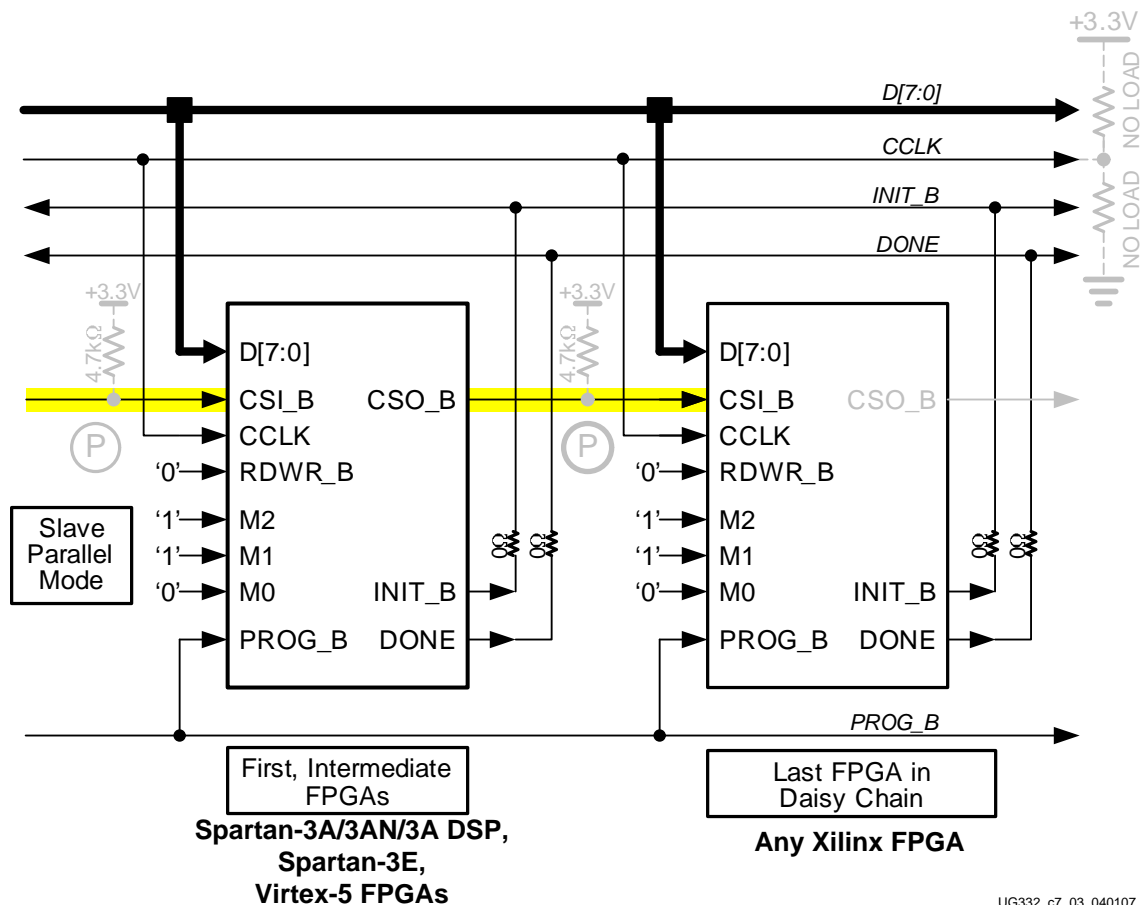 +3.3V
NO LOAD
D[7:0]
CCLK
NO LOAD
INIT_B
DONE
+3.3V
4.7kΩ
+3.3V
4.7kΩ
P
P
Slave
Parallel
Mode
D[7:0]
CSI_B
CSO_B
CCLK
‘0’
RDWR_B
‘1’
M2
‘1’
M1
‘0’
M0
INIT_B
PROG_B
DONE
0Ω
0Ω
D[7:0]
CSI_B
CSO_B
CCLK
‘0’
RDWR_B
‘1’
M2
‘1’
M1
‘0’
M0
INIT_B
PROG_B
DONE
0Ω
0Ω
PROG_B
First, Intermediate
FPGAs
Spartan-3A/3AN/3A DSP,
Spartan-3E,
Virtex-5 FPGAs
Last FPGA in
Daisy Chain
Any Xilinx FPGA
UG332_c7_03_040107